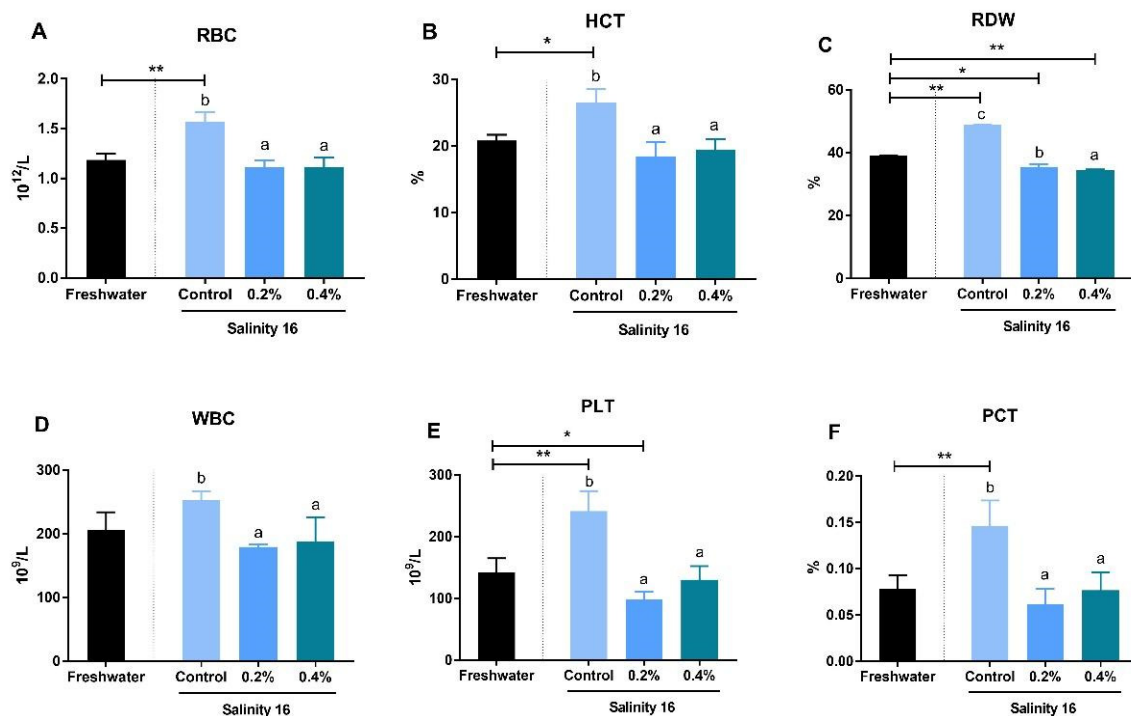 A
RBC
**
b
a
a
2.0
1.5
1.0
0.5
0.0
10¹²/L
Freshwater
Control
0.2%
0.4%
Salinity 16
B
HCT
*
b
a
a
30
20
10
0
%
Freshwater
Control
0.2%
0.4%
Salinity 16
C
RDW
**
*
**
c
b
a
60
40
20
0
%
Freshwater
Control
0.2%
0.4%
Salinity 16
D
WBC
b
a
a
300
200
100
0
10⁹/L
Freshwater
Control
0.2%
0.4%
Salinity 16
E
PLT
*
**
b
a
a
300
200
100
0
10⁹/L
Freshwater
Control
0.2%
0.4%
Salinity 16
F
PCT
**
b
a
a
0.20
0.15
0.10
0.05
0.00
%
Freshwater
Control
0.2%
0.4%
Salinity 16